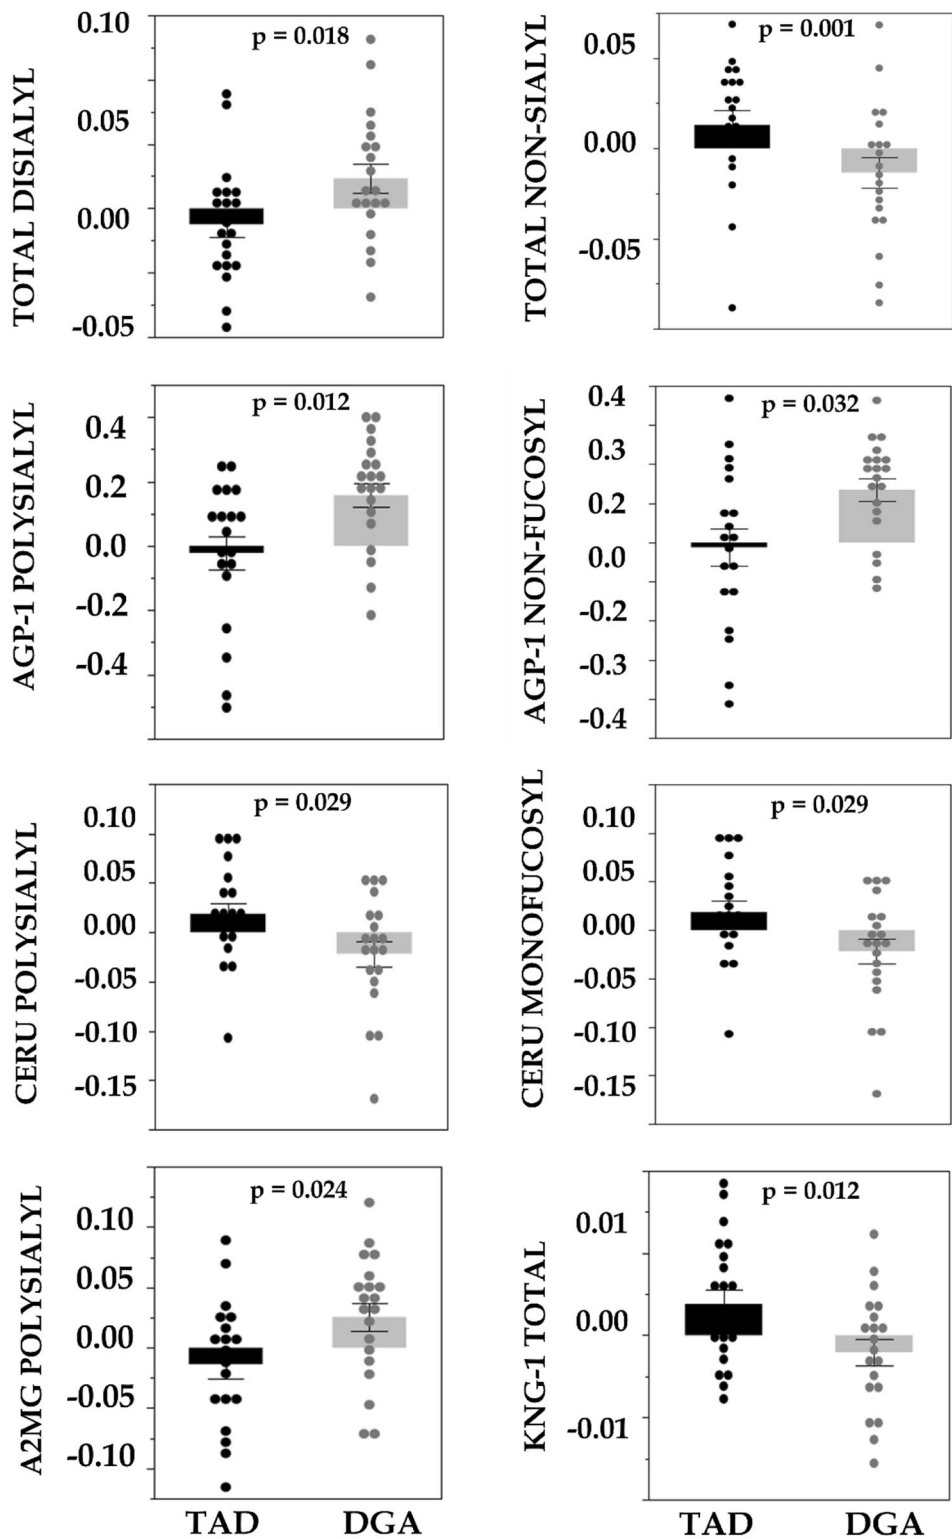 TOTAL DISIALYL
0.10
0.05
0.00
-0.05
p = 0.018
TOTAL NON-SIALYL
0.05
0.00
-0.05
p = 0.001
AGP-1 POLYSIALYL
0.4
0.2
0.0
-0.2
-0.4
p = 0.012
AGP-1 NON-FUCOSYL
0.4
0.3
0.2
0.0
-0.2
-0.3
-0.4
p = 0.032
CERU POLYSIALYL
0.10
0.05
0.00
-0.05
-0.10
-0.15
p = 0.029
CERU MONOFUCOSYL
0.10
0.05
0.00
-0.05
-0.10
-0.15
p = 0.029
A2MG POLYSIALYL
0.10
0.05
0.00
-0.05
-0.10
p = 0.024
TAD DGA
KNG-1 TOTAL
0.01
0.00
-0.01
p = 0.012
TAD DGA